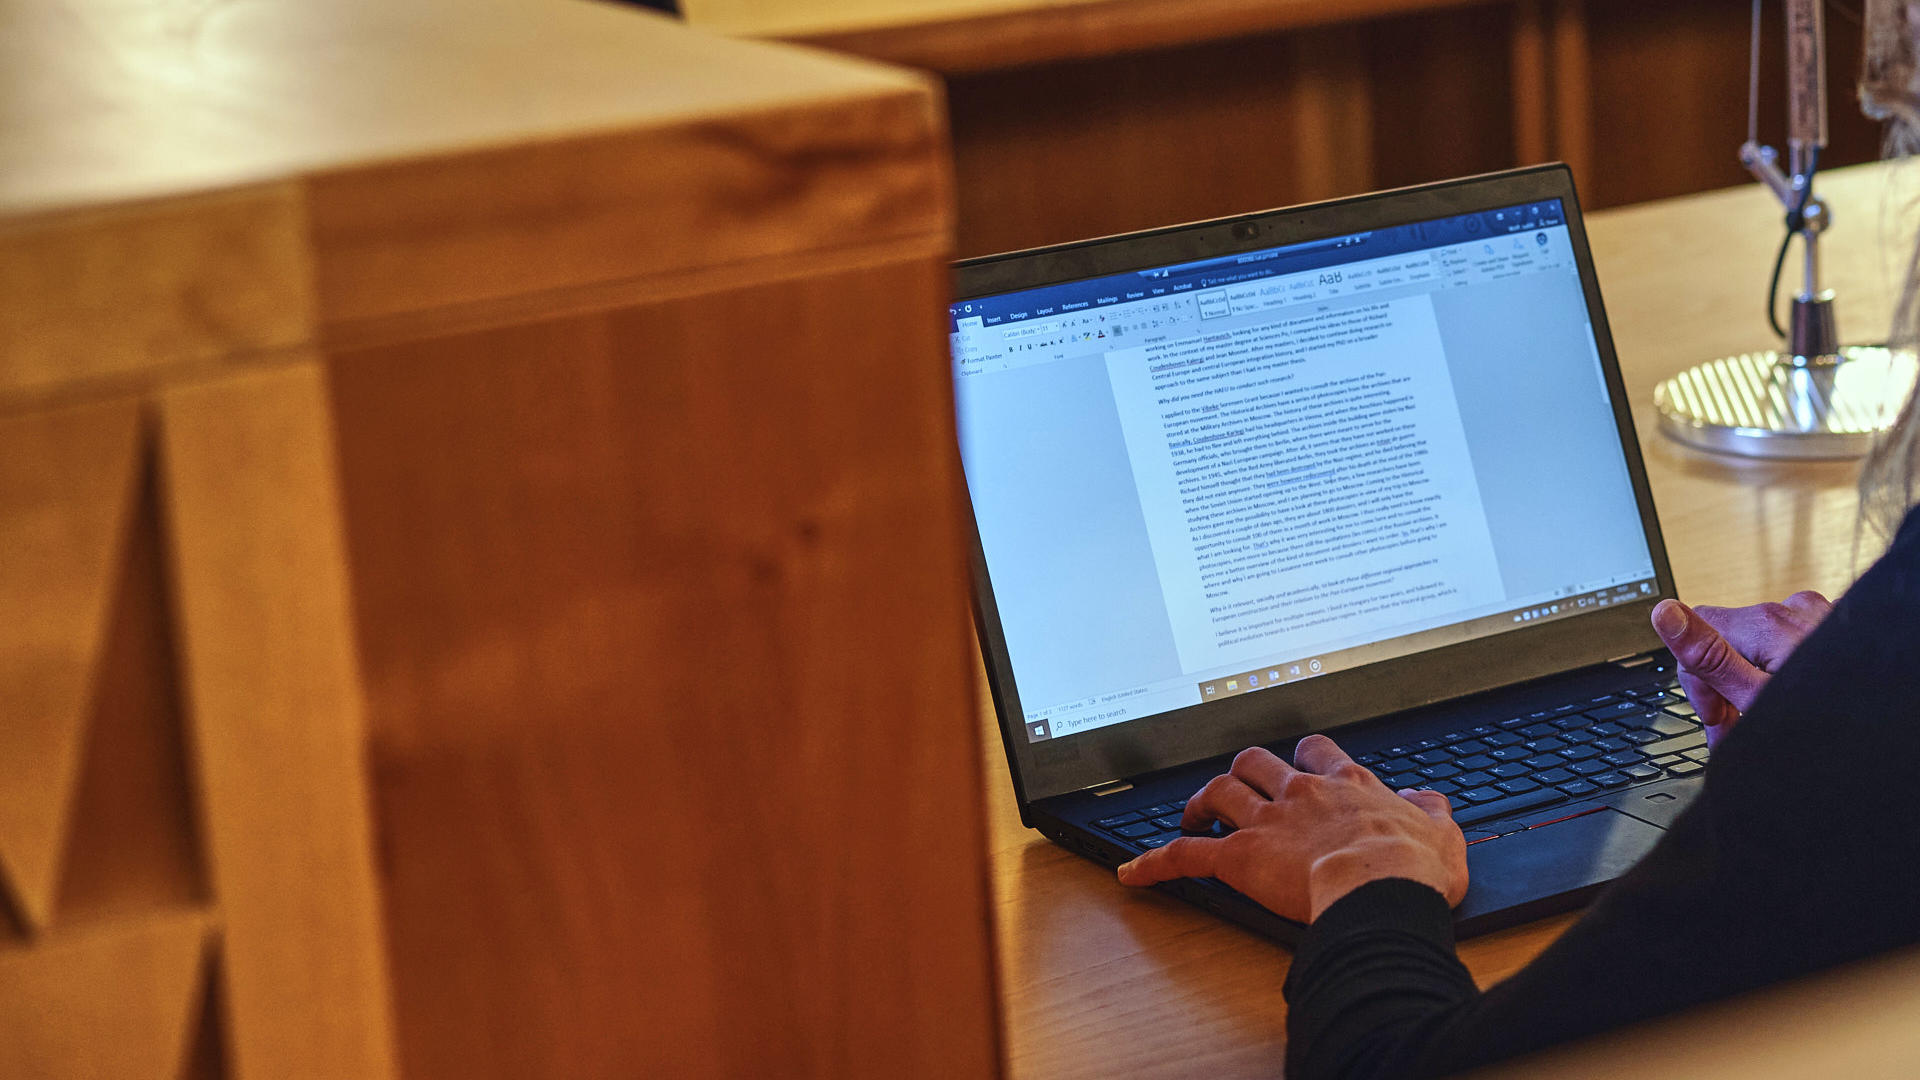 Tell me what you want to do...
Home Insert Design Layout References Mailings Review View Acrobat
Cut
Copy
Format Painter
Clipboard
Calibri (Body) 11
Font
Paragraph
AaBbCcDd AaBbCcDd AaBbCc AaBbCc AaB
¶ Normal ¶ No Spac... Heading 1 Heading 2 Title Subtitle
working on Emmanuel looking for any kind of document and information on his life and
work. In the context of my master degree at Sciences Po, I compared his ideas to those of Richard
Coudenhoven Kalergi and Jean Monnet. After my masters, I decided to continue doing research on
Central Europe and central European integration history, and I started my PhD on a broader
approach to the same subject than I had in my master thesis.
Why did you need the HAEU to conduct such research?
I applied to the Vibeke Sorensen Grant because I wanted to consult the archives of the Pan
European movement. The Historical Archives have a series of photocopies from the archives that are
stored at the Military Archives in Moscow. The history of these archives is quite interesting.
Basically, Coudenhove-Karlegi had his headquarters in Vienna, and when the Anschluss happened in
1938, he had to flee and left everything behind. The archives inside the building were stolen by Nazi
Germany officials, who brought them to Berlin, where there were meant to serve for the
development of a Nazi European campaign. After all, it seems that they have not worked on these
archives. In 1945, when the Red Army liberated Berlin, they took the archives as trésor de guerre.
Richard himself thought that they had been destroyed by the Nazi regime, and he died believing that
they did not exist anymore. They were however rediscovered after his death at the end of the 1980s
when the Soviet Union started opening up to the West. Since then, a few researchers have been
studying these archives in Moscow, and I am planning to go to Moscow. Coming to the Historical
Archives gave me the possibility to have a look at these photocopies in view of my trip to Moscow.
As I discovered a couple of days ago, they are about 1800 dossiers, and I will only have the
opportunity to consult 100 of them in a month of work in Moscow. I thus really need to know exactly
what I am looking for. That's why it was very interesting for me to come here and to consult the
photocopies, even more so because there still the quotations (les cotes) of the Russian archives. It
gives me a better overview of the kind of document and dossiers I want to order. So, that's why I am
where and why I am going to Lausanne next week to consult other photocopies before going to
Moscow.
Why is it relevant, socially and academically, to look at these different regional approaches to
European construction and their relation to the Pan-European movement?
I believe it is important for multiple reasons. I lived in Hungary for two years, and followed its
political evolution towards a more authoritarian regime. It seems that the Visceral group, which is
Page 1 of 2 1127 words English (United States)
Type here to search